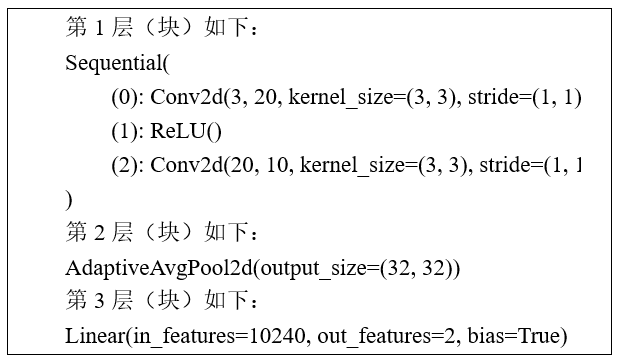 第 1 层（块）如下：
Sequential(
(0): Conv2d(3, 20, kernel_size=(3, 3), stride=(1, 1)
(1): ReLU()
(2): Conv2d(20, 10, kernel_size=(3, 3), stride=(1, 1
)
第 2 层（块）如下：
AdaptiveAvgPool2d(output_size=(32, 32))
第 3 层（块）如下：
Linear(in_features=10240, out_features=2, bias=True)